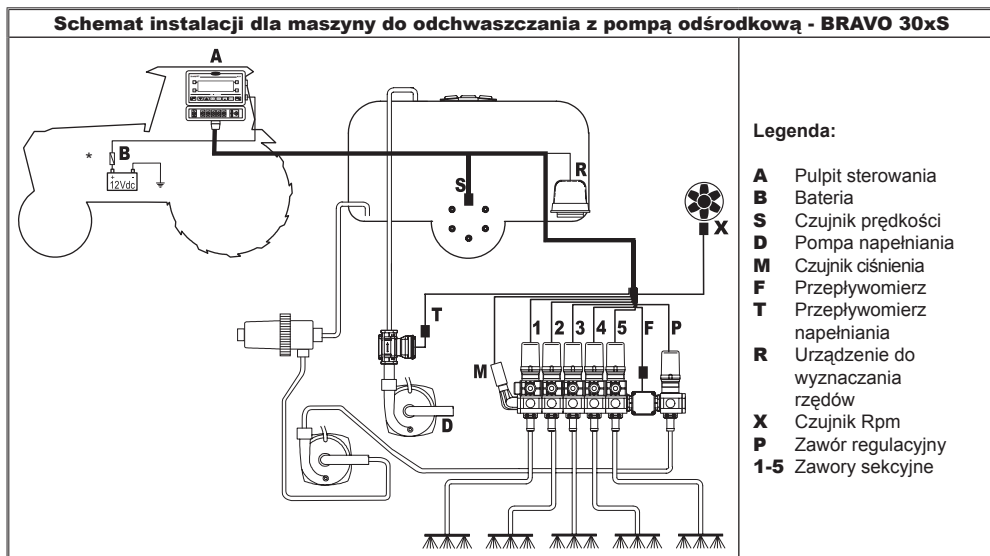 Schemat instalacji dla maszyny do odchwaszczania z pompą odśrodkową - BRAVO 30xS
A
* B
+ -
12Vdc
S
R
X
T
1 2 3 4 5 F P
M
D
Legenda:
A Pulpit sterowania
B Bateria
S Czujnik prędkości
D Pompa napełniania
M Czujnik ciśnienia
F Przepływomierz
T Przepływomierz
napełniania
R Urządzenie do
wyznaczania
rzędów
X Czujnik Rpm
P Zawór regulacyjny
1-5 Zawory sekcyjne